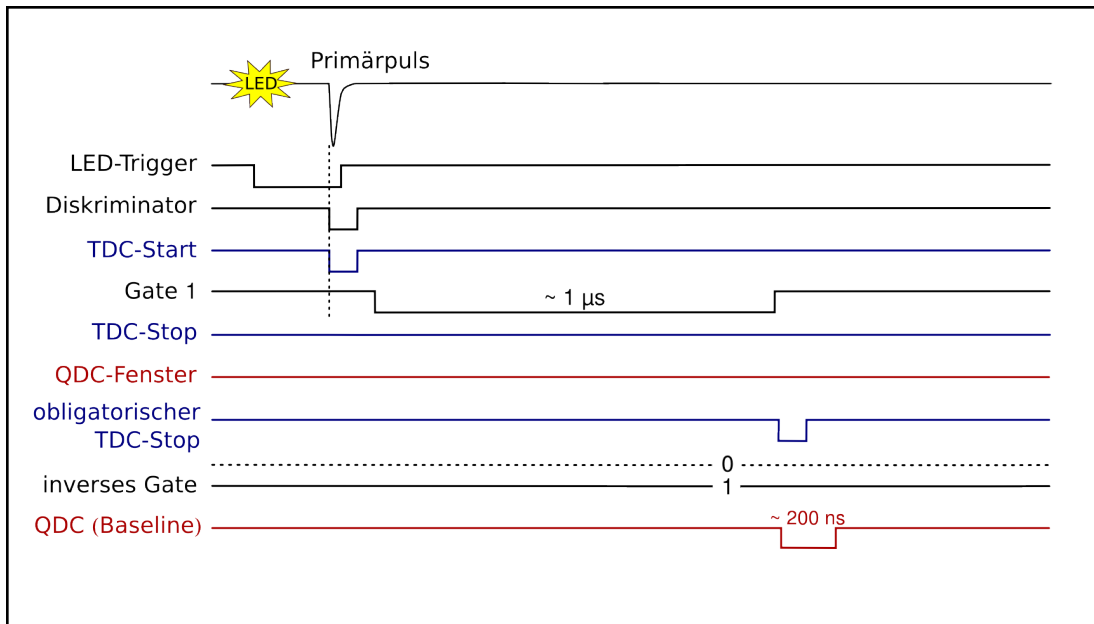 Primärpuls
LED
LED-Trigger
Diskriminator
TDC-Start
Gate 1
~ 1 µs
TDC-Stop
QDC-Fenster
obligatorischer
TDC-Stop
0
inverses Gate
1
QDC (Baseline)
~ 200 ns